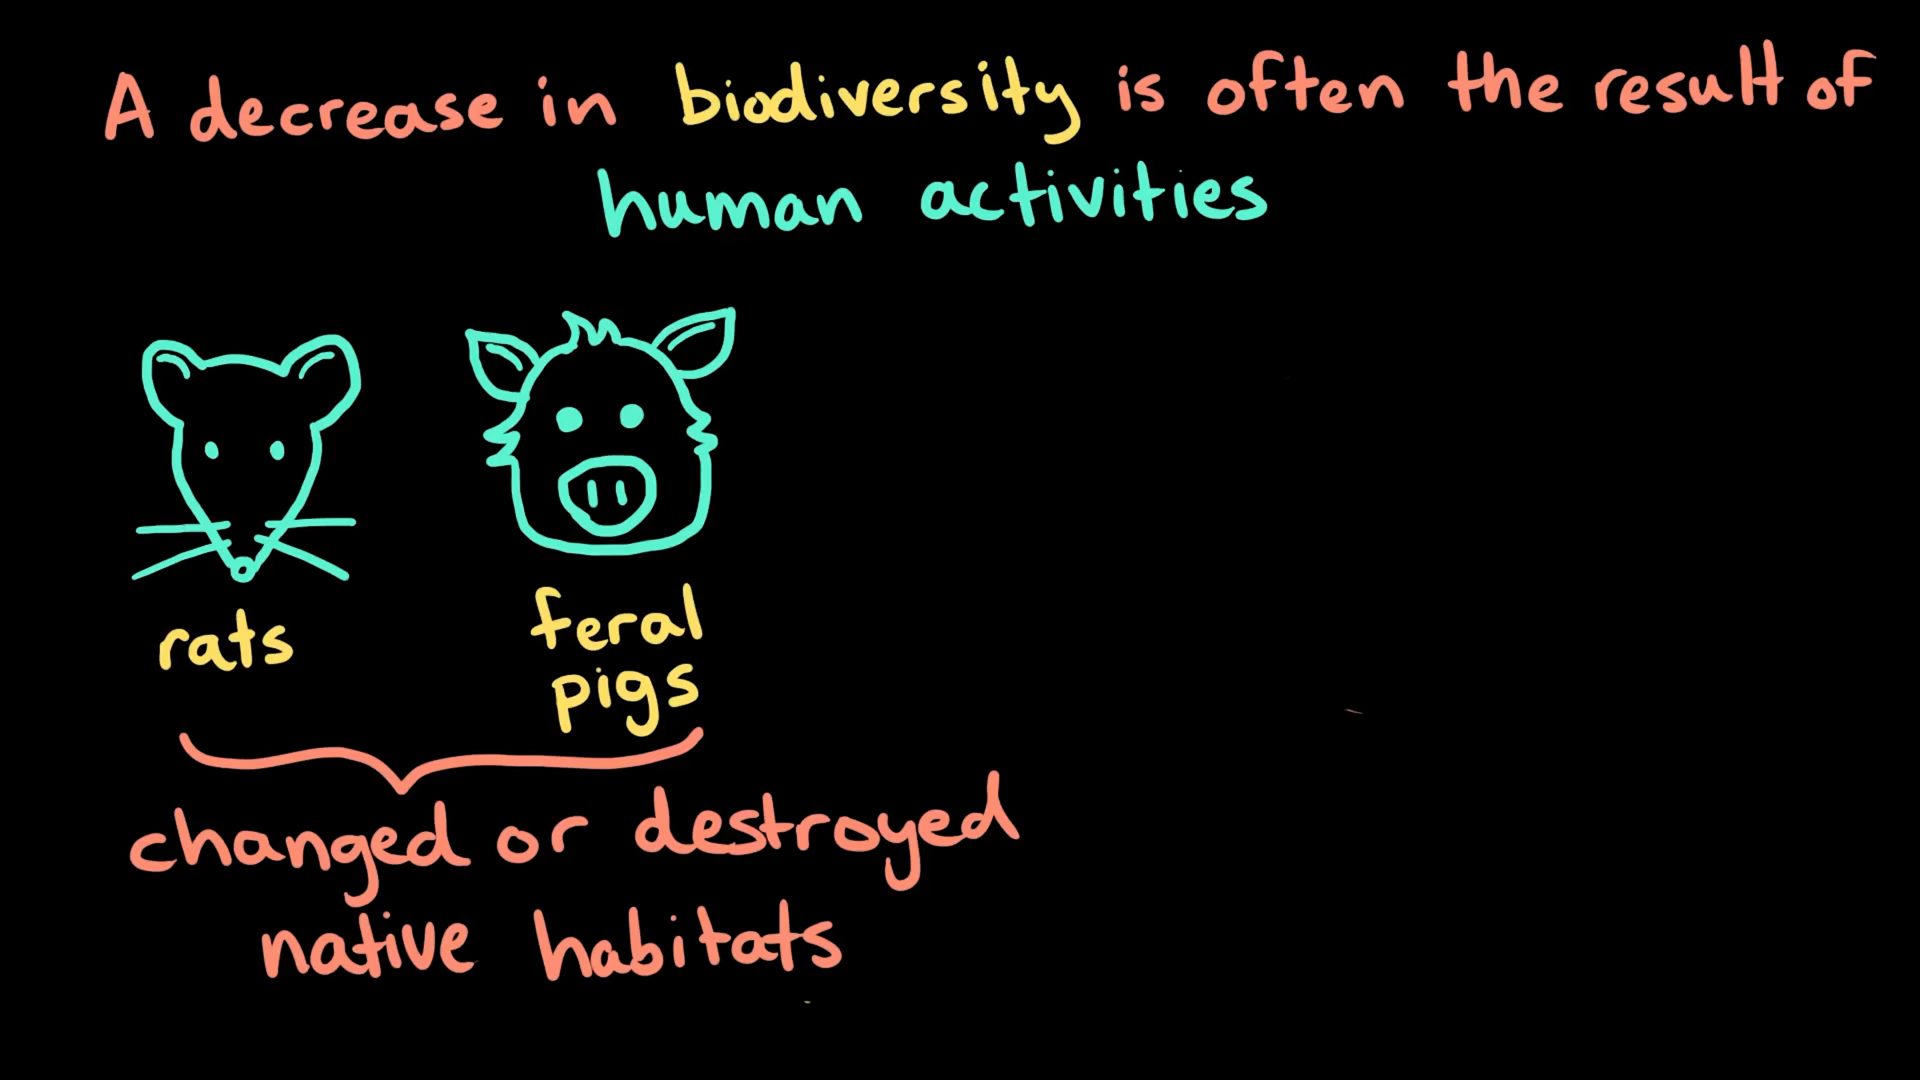 A decrease in biodiversity is often the result of
human activities
rats
feral
pigs
changed or destroyed
native habitats